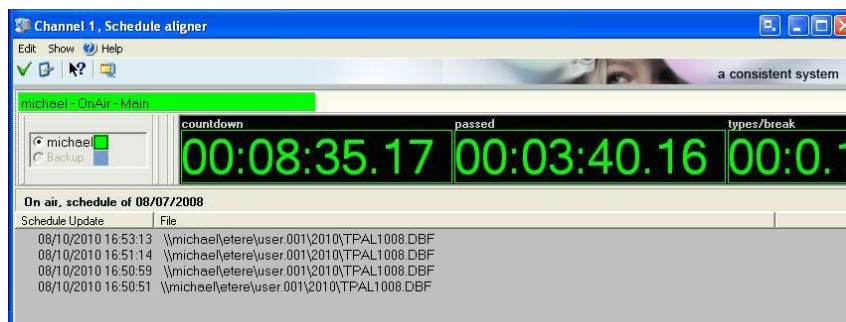 Channel 1, Schedule aligner
Edit Show Help
a consistent system
michael - OnAir - Main
countdown passed types/break
michael
Backup
00:08:35.17 00:03:40.16 00:0.1
On air, schedule of 08/07/2008
Schedule Update File
08/10/2010 16:53:13 \\michael\etere\user.001\2010\TPAL1008.DBF
08/10/2010 16:51:14 \\michael\etere\user.001\2010\TPAL1008.DBF
08/10/2010 16:50:59 \\michael\etere\user.001\2010\TPAL1008.DBF
08/10/2010 16:50:51 \\michael\etere\user.001\2010\TPAL1008.DBF